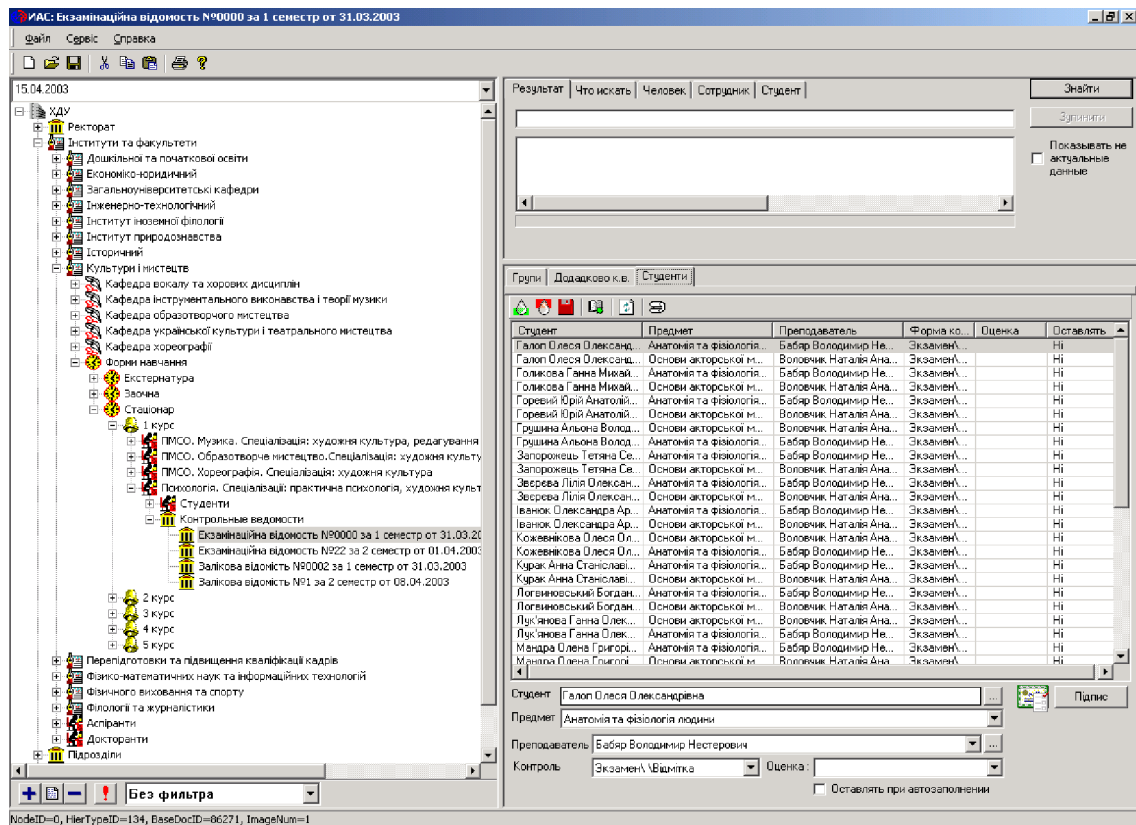 ИАС: Екзамінаційна відомость №0000 за 1 семестр от 31.03.2003
Файл Сервіс Справка
15.04.2003
ХДУ
Ректорат
Інститути та факультети
Дошкільної та початкової освіти
Економіко-юридичний
Загальноуніверситетські кафедри
Інженерно-технологічний
Інститут іноземної філології
Інститут природознавства
Історичний
Культури і мистецтв
Кафедра вокалу та хорових дисциплін
Кафедра інструментального виконавства і теорії музики
Кафедра образотворчого мистецтва
Кафедра української культури і театрального мистецтва
Кафедра хореографії
Форми навчання
Екстернатура
Заочна
Стаціонар
1 курс
ПМСО. Музика. Спеціалізація: художня культура, редагування
ПМСО. Образотворче мистецтво.Спеціалізація: художня культу
ПМСО. Хореографія. Спеціалізація: художня культура
Психологія. Спеціалізації: практична психологія, художня культ
Студенти
Контрольные ведомости
Екзамінаційна відомость №0000 за 1 семестр от 31.03.20
Екзамінаційна відомость №22 за 2 семестр от 01.04.2003
Залікова відомість №0002 за 1 семестр от 31.03.2003
Залікова відомість №1 за 2 семестр от 08.04.2003
2 курс
3 курс
4 курс
5 курс
Перепідготовки та підвищення кваліфікації кадрів
Фізико-математичних наук та інформаційних технологій
Фізичного виховання та спорту
Філології та журналістики
Аспіранти
Докторанти
Підрозділи
Без фильтра
Результат Что искать Человек Сотрудник Студент
Знайти
Зупинити
Показывать не
актуальные
данные
Групи Додадково к.в. Студенти
Студент Предмет Преподаватель Форма ко... Оценка Оставлять
Галоп Олеся Олександ... Анатомія та фізіологія... Бабяр Володимир Не... Экзамен\... Ні
Галоп Олеся Олександ... Основи акторської м... Воловчик Наталія Ана... Экзамен\... Ні
Голикова Ганна Михай... Анатомія та фізіологія... Бабяр Володимир Не... Экзамен\... Ні
Голикова Ганна Михай... Основи акторської м... Воловчик Наталія Ана... Экзамен\... Ні
Горевий Юрій Анатолій... Анатомія та фізіологія... Бабяр Володимир Не... Экзамен\... Ні
Горевий Юрій Анатолій... Основи акторської м... Воловчик Наталія Ана... Экзамен\... Ні
Грушина Альона Волод... Основи акторської м... Воловчик Наталія Ана... Экзамен\... Ні
Грушина Альона Волод... Анатомія та фізіологія... Бабяр Володимир Не... Экзамен\... Ні
Запорожець Тетяна Се... Анатомія та фізіологія... Бабяр Володимир Не... Экзамен\... Ні
Запорожець Тетяна Се... Основи акторської м... Воловчик Наталія Ана... Экзамен\... Ні
Звєрєва Лілія Олексан... Анатомія та фізіологія... Бабяр Володимир Не... Экзамен\... Ні
Звєрєва Лілія Олексан... Основи акторської м... Воловчик Наталія Ана... Экзамен\... Ні
Іванюк Олександра Ар... Анатомія та фізіологія... Бабяр Володимир Не... Экзамен\... Ні
Іванюк Олександра Ар... Основи акторської м... Воловчик Наталія Ана... Экзамен\... Ні
Кожевнікова Олеся Ол... Основи акторської м... Воловчик Наталія Ана... Экзамен\... Ні
Кожевнікова Олеся Ол... Анатомія та фізіологія... Бабяр Володимир Не... Экзамен\... Ні
Курак Анна Станіславі... Анатомія та фізіологія... Бабяр Володимир Не... Экзамен\... Ні
Курак Анна Станіславі... Основи акторської м... Воловчик Наталія Ана... Экзамен\... Ні
Логвиновський Богдан... Анатомія та фізіологія... Бабяр Володимир Не... Экзамен\... Ні
Логвиновський Богдан... Основи акторської м... Воловчик Наталія Ана... Экзамен\... Ні
Лук'янова Ганна Олек... Основи акторської м... Воловчик Наталія Ана... Экзамен\... Ні
Лук'янова Ганна Олек... Анатомія та фізіологія... Бабяр Володимир Не... Экзамен\... Ні
Мандра Олена Григорі... Анатомія та фізіологія... Бабяр Володимир Не... Экзамен\... Ні
Мандра Олена Григорі... Основи акторської м... Воловчик Наталія Ана... Экзамен\... Ні
Студент Галоп Олеся Олександрівна ... Підпис
Предмет Анатомія та фізіологія людини
Преподаватель Бабяр Володимир Нестерович ...
Контроль Экзамен\ \Відмітка Оценка :
Оставлять при автозаполнении
NodeID=0, HierTypeID=134, BaseDocID=86271, ImageNum=1